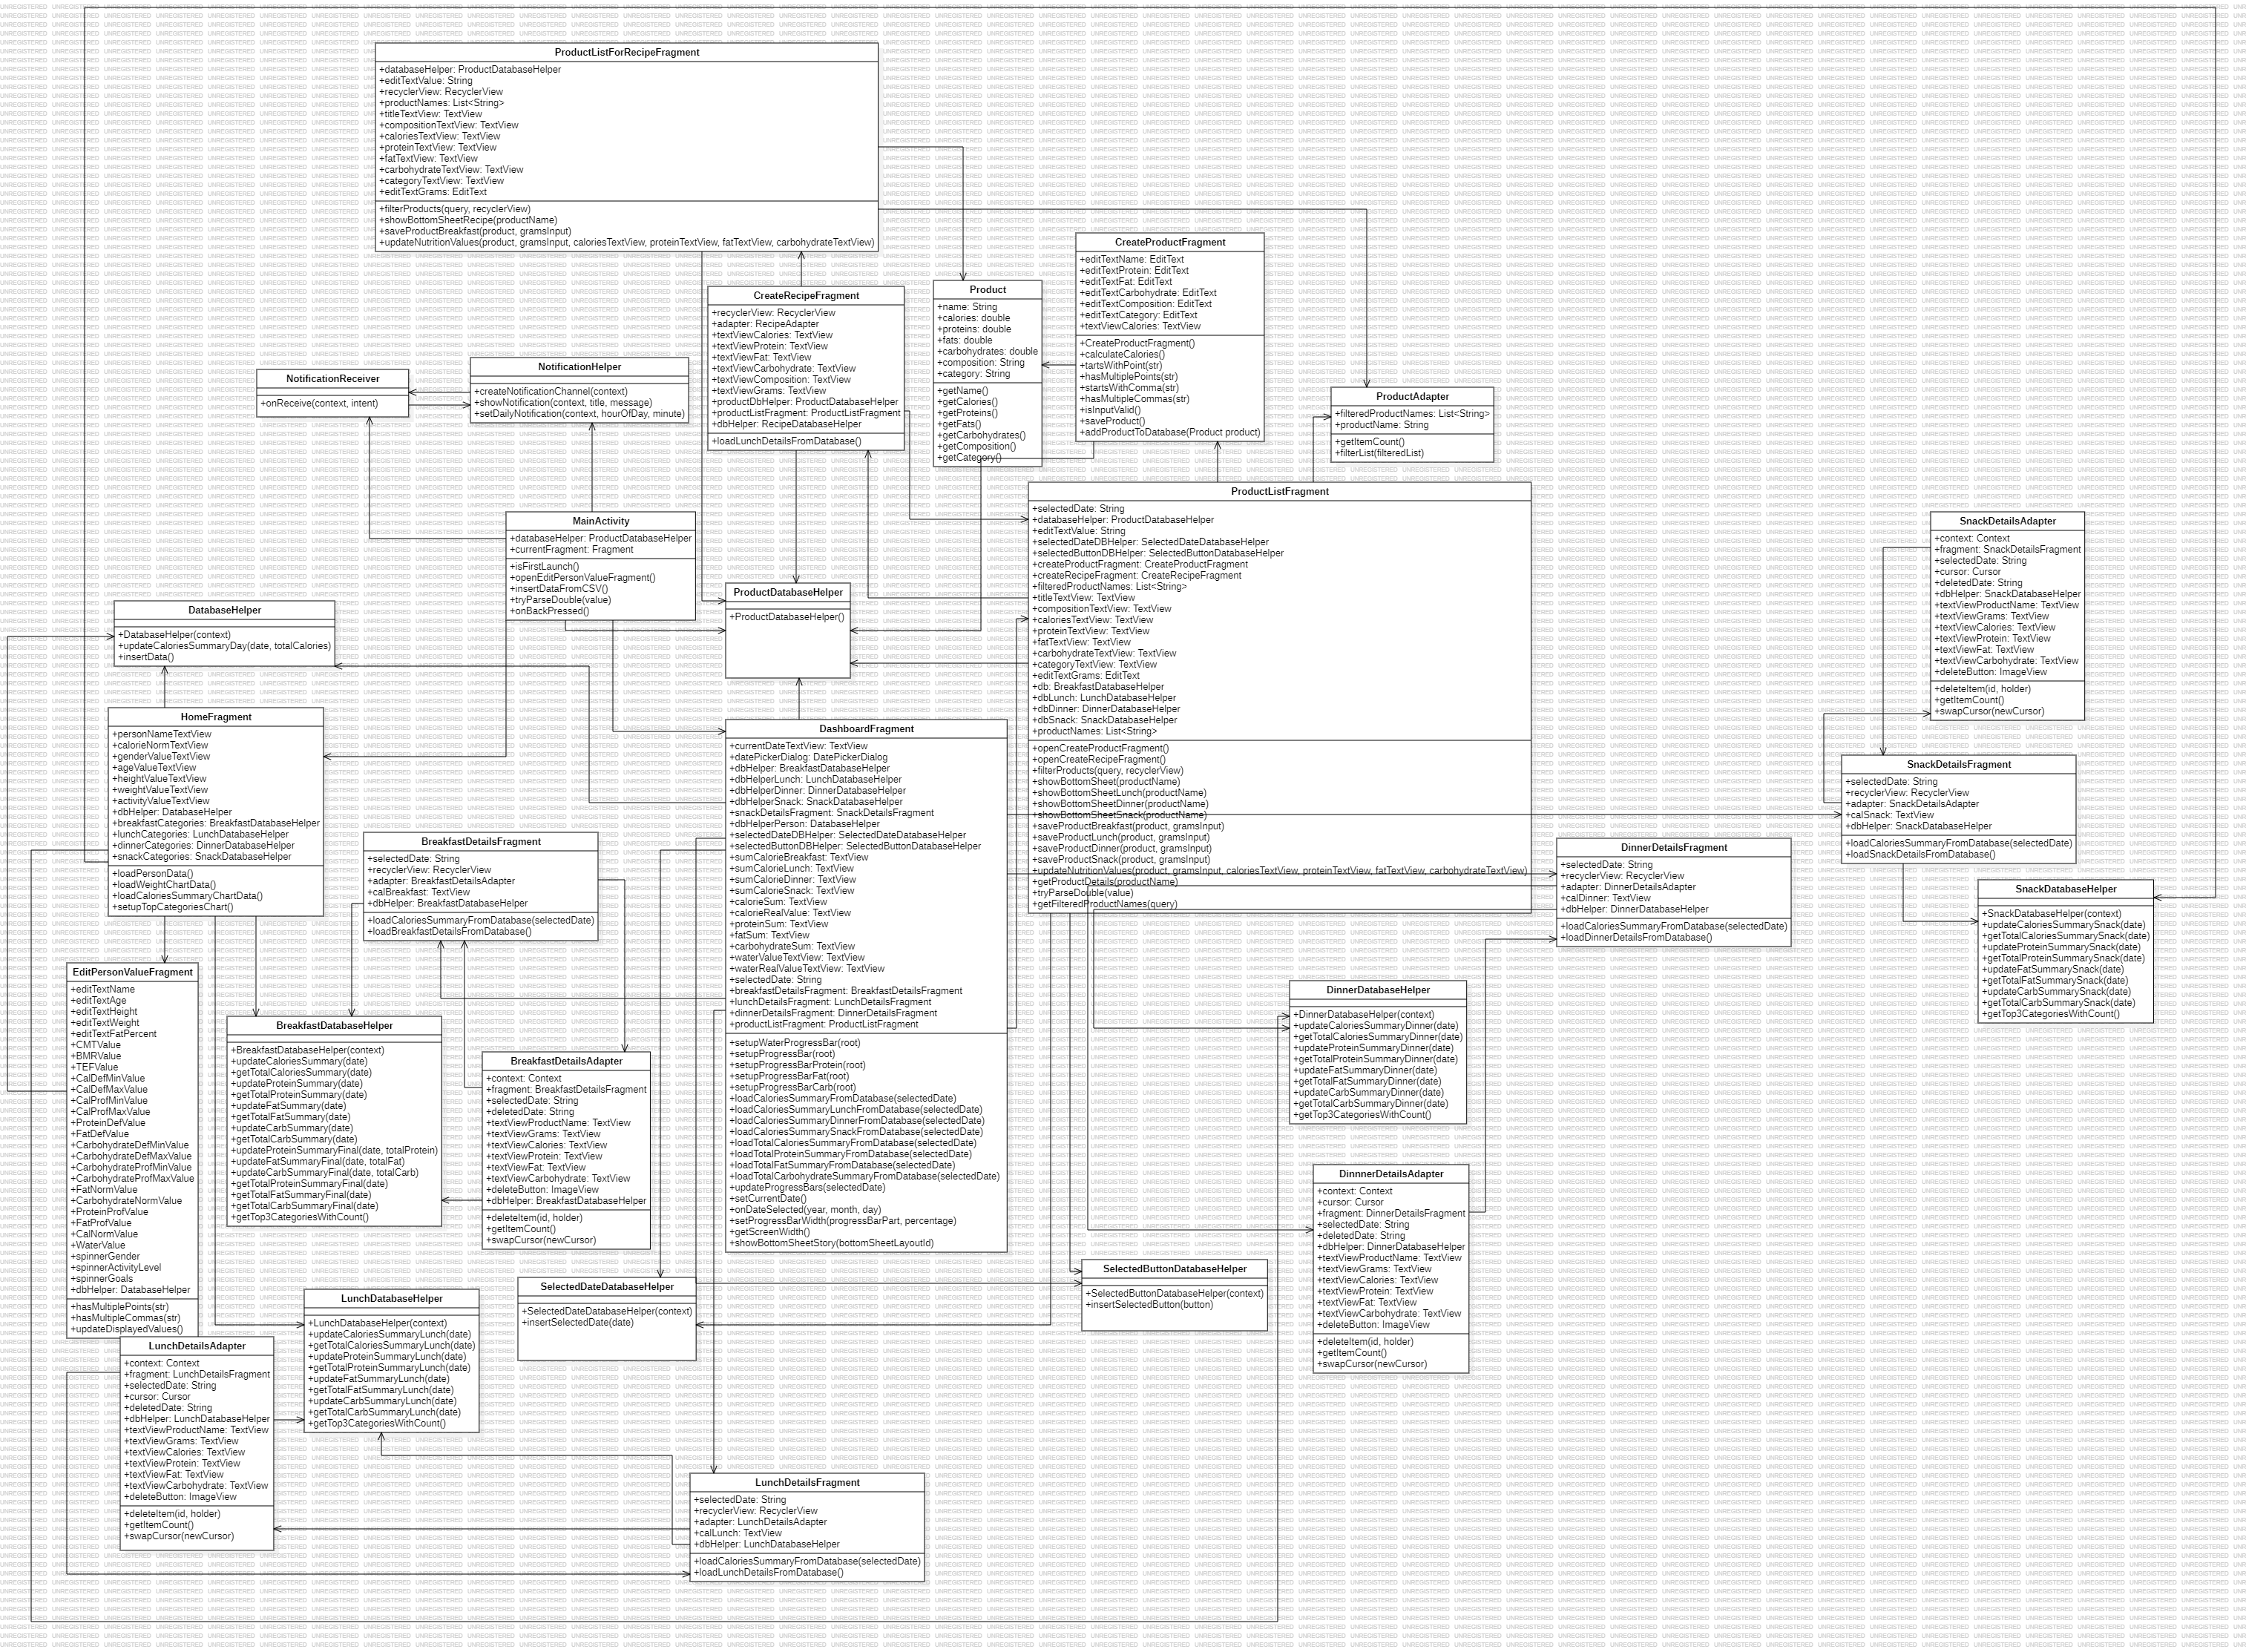 ProductListForRecipeFragment
+databaseHelper: ProductDatabaseHelper
+editTextValue: String
+recyclerView: RecyclerView
+productNames: List<String>
+titleTextView: TextView
+compositionTextView: TextView
+caloriesTextView: TextView
+proteinTextView: TextView
+fatTextView: TextView
+carbohydrateTextView: TextView
+categoryTextView: TextView
+editTextGrams: EditText
+filterProducts(query, recyclerView)
+showBottomSheetRecipe(productName)
+saveProductBreakfast(product, gramsInput)
+updateNutritionValues(product, gramsInput, caloriesTextView, proteinTextView, fatTextView, carbohydrateTextView)
CreateProductFragment
+editTextName: EditText
+editTextProtein: EditText
+editTextFat: EditText
+editTextCarbohydrate: EditText
+editTextComposition: EditText
+editTextCategory: EditText
+textViewCalories: TextView
+CreateProductFragment()
+calculateCalories()
+tartsWithPoint(str)
+hasMultiplePoints(str)
+startsWithComma(str)
+hasMultipleCommas(str)
+isInputValid()
+saveProduct()
+addProductToDatabase(Product product)
Product
+name: String
+calories: double
+proteins: double
+fats: double
+carbohydrates: double
+composition: String
+category: String
+getName()
+getCalories()
+getProteins()
+getFats()
+getCarbohydrates()
+getComposition()
+getCategory()
CreateRecipeFragment
+recyclerView: RecyclerView
+adapter: RecipeAdapter
+textViewCalories: TextView
+textViewProtein: TextView
+textViewFat: TextView
+textViewCarbohydrate: TextView
+textViewComposition: TextView
+textViewGrams: TextView
+productDbHelper: ProductDatabaseHelper
+productListFragment: ProductListFragment
+dbHelper: RecipeDatabaseHelper
+loadLunchDetailsFromDatabase()
NotificationHelper
+createNotificationChannel(context)
+showNotification(context, title, message)
+setDailyNotification(context, hourOfDay, minute)
NotificationReceiver
+onReceive(context, intent)
ProductAdapter
+filteredProductNames: List<String>
+productName: String
+getItemCount()
+filterList(filteredList)
ProductListFragment
+selectedDate: String
+databaseHelper: ProductDatabaseHelper
+editTextValue: String
+selectedDateDBHelper: SelectedDateDatabaseHelper
+selectedButtonDBHelper: SelectedButtonDatabaseHelper
+createProductFragment: CreateProductFragment
+createRecipeFragment: CreateRecipeFragment
+filteredProductNames: List<String>
+titleTextView: TextView
+compositionTextView: TextView
+caloriesTextView: TextView
+proteinTextView: TextView
+fatTextView: TextView
+carbohydrateTextView: TextView
+categoryTextView: TextView
+editTextGrams: EditText
+db: BreakfastDatabaseHelper
+dbLunch: LunchDatabaseHelper
+dbDinner: DinnerDatabaseHelper
+dbSnack: SnackDatabaseHelper
+productNames: List<String>
+openCreateProductFragment()
+openCreateRecipeFragment()
+filterProducts(query, recyclerView)
+showBottomSheet(productName)
+showBottomSheetLunch(productName)
+showBottomSheetDinner(productName)
+showBottomSheetSnack(productName)
+saveProductBreakfast(product, gramsInput)
+saveProductLunch(product, gramsInput)
+saveProductDinner(product, gramsInput)
+saveProductSnack(product, gramsInput)
+updateNutritionValues(product, gramsInput, caloriesTextView, proteinTextView, fatTextView, carbohydrateTextView)
+getProductDetails(productName)
+tryParseDouble(value)
+getFilteredProductNames(query)
MainActivity
+databaseHelper: ProductDatabaseHelper
+currentFragment: Fragment
+isFirstLaunch()
+openEditPersonValueFragment()
+insertDataFromCSV()
+tryParseDouble(value)
+onBackPressed()
SnackDetailsAdapter
+context: Context
+fragment: SnackDetailsFragment
+selectedDate: String
+cursor: Cursor
+deletedDate: String
+dbHelper: SnackDatabaseHelper
+textViewProductName: TextView
+textViewGrams: TextView
+textViewCalories: TextView
+textViewProtein: TextView
+textViewFat: TextView
+textViewCarbohydrate: TextView
+deleteButton: ImageView
+deleteItem(id, holder)
+getItemCount()
+swapCursor(newCursor)
ProductDatabaseHelper
+ProductDatabaseHelper()
DatabaseHelper
+DatabaseHelper(context)
+updateCaloriesSummaryDay(date, totalCalories)
+insertData()
HomeFragment
+personNameTextView
+calorieNormTextView
+genderValueTextView
+ageValueTextView
+heightValueTextView
+weightValueTextView
+activityValueTextView
+dbHelper: DatabaseHelper
+breakfastCategories: BreakfastDatabaseHelper
+lunchCategories: LunchDatabaseHelper
+dinnerCategories: DinnerDatabaseHelper
+snackCategories: SnackDatabaseHelper
+loadPersonData()
+loadWeightChartData()
+loadCaloriesSummaryChartData()
+setupTopCategoriesChart()
DashboardFragment
+currentDateTextView: TextView
+datePickerDialog: DatePickerDialog
+dbHelper: BreakfastDatabaseHelper
+dbHelperLunch: LunchDatabaseHelper
+dbHelperDinner: DinnerDatabaseHelper
+dbHelperSnack: SnackDatabaseHelper
+snackDetailsFragment: SnackDetailsFragment
+dbHelperPerson: DatabaseHelper
+selectedDateDBHelper: SelectedDateDatabaseHelper
+selectedButtonDBHelper: SelectedButtonDatabaseHelper
+sumCalorieBreakfast: TextView
+sumCalorieLunch: TextView
+sumCalorieDinner: TextView
+sumCalorieSnack: TextView
+calorieSum: TextView
+calorieRealValue: TextView
+proteinSum: TextView
+fatSum: TextView
+carbohydrateSum: TextView
+waterValueTextView: TextView
+waterRealValueTextView: TextView
+selectedDate: String
+breakfastDetailsFragment: BreakfastDetailsFragment
+lunchDetailsFragment: LunchDetailsFragment
+dinnerDetailsFragment: DinnerDetailsFragment
+productListFragment: ProductListFragment
+setupWaterProgressBar(root)
+setupProgressBar(root)
+setupProgressBarProtein(root)
+setupProgressBarFat(root)
+setupProgressBarCarb(root)
+loadCaloriesSummaryFromDatabase(selectedDate)
+loadCaloriesSummaryLunchFromDatabase(selectedDate)
+loadCaloriesSummaryDinnerFromDatabase(selectedDate)
+loadCaloriesSummarySnackFromDatabase(selectedDate)
+loadTotalCaloriesSummaryFromDatabase(selectedDate)
+loadTotalProteinSummaryFromDatabase(selectedDate)
+loadTotalFatSummaryFromDatabase(selectedDate)
+loadTotalCarbohydrateSummaryFromDatabase(selectedDate)
+updateProgressBars(selectedDate)
+setCurrentDate()
+onDateSelected(year, month, day)
+setProgressBarWidth(progressBarPart, percentage)
+getScreenWidth()
+showBottomSheetStory(bottomSheetLayoutId)
SnackDetailsFragment
+selectedDate: String
+recyclerView: RecyclerView
+adapter: SnackDetailsAdapter
+calSnack: TextView
+dbHelper: SnackDatabaseHelper
+loadCaloriesSummaryFromDatabase(selectedDate)
+loadSnackDetailsFromDatabase()
BreakfastDetailsFragment
+selectedDate: String
+recyclerView: RecyclerView
+adapter: BreakfastDetailsAdapter
+calBreakfast: TextView
+dbHelper: BreakfastDatabaseHelper
+loadCaloriesSummaryFromDatabase(selectedDate)
+loadBreakfastDetailsFromDatabase()
DinnerDetailsFragment
+selectedDate: String
+recyclerView: RecyclerView
+adapter: DinnerDetailsAdapter
+calDinner: TextView
+dbHelper: DinnerDatabaseHelper
+loadCaloriesSummaryFromDatabase(selectedDate)
+loadDinnerDetailsFromDatabase()
SnackDatabaseHelper
+SnackDatabaseHelper(context)
+updateCaloriesSummarySnack(date)
+getTotalCaloriesSummarySnack(date)
+updateProteinSummarySnack(date)
+getTotalProteinSummarySnack(date)
+updateFatSummarySnack(date)
+getTotalFatSummarySnack(date)
+updateCarbSummarySnack(date)
+getTotalCarbSummarySnack(date)
+getTop3CategoriesWithCount()
EditPersonValueFragment
+editTextName
+editTextAge
+editTextHeight
+editTextWeight
+editTextFatPercent
+CMTValue
+BMRValue
+TEFValue
+CalDefMinValue
+CalDefMaxValue
+CalProfMinValue
+CalProfMaxValue
+ProteinDefValue
+FatDefValue
+CarbohydrateDefMinValue
+CarbohydrateDefMaxValue
+CarbohydrateProfMinValue
+CarbohydrateProfMaxValue
+FatNormValue
+CarbohydrateNormValue
+ProteinProfValue
+FatProfValue
+CalNormValue
+WaterValue
+spinnerGender
+spinnerActivityLevel
+spinnerGoals
+dbHelper: DatabaseHelper
+hasMultiplePoints(str)
+hasMultipleCommas(str)
+updateDisplayedValues()
DinnerDatabaseHelper
+DinnerDatabaseHelper(context)
+updateCaloriesSummaryDinner(date)
+getTotalCaloriesSummaryDinner(date)
+updateProteinSummaryDinner(date)
+getTotalProteinSummaryDinner(date)
+updateFatSummaryDinner(date)
+getTotalFatSummaryDinner(date)
+updateCarbSummaryDinner(date)
+getTotalCarbSummaryDinner(date)
+getTop3CategoriesWithCount()
BreakfastDatabaseHelper
+BreakfastDatabaseHelper(context)
+updateCaloriesSummary(date)
+getTotalCaloriesSummary(date)
+updateProteinSummary(date)
+getTotalProteinSummary(date)
+updateFatSummary(date)
+getTotalFatSummary(date)
+updateCarbSummary(date)
+getTotalCarbSummary(date)
+updateProteinSummaryFinal(date, totalProtein)
+updateFatSummaryFinal(date, totalFat)
+updateCarbSummaryFinal(date, totalCarb)
+getTotalProteinSummaryFinal(date)
+getTotalFatSummaryFinal(date)
+getTotalCarbSummaryFinal(date)
+getTop3CategoriesWithCount()
BreakfastDetailsAdapter
+context: Context
+fragment: BreakfastDetailsFragment
+selectedDate: String
+deletedDate: String
+textViewProductName: TextView
+textViewGrams: TextView
+textViewCalories: TextView
+textViewProtein: TextView
+textViewFat: TextView
+textViewCarbohydrate: TextView
+deleteButton: ImageView
+dbHelper: BreakfastDatabaseHelper
+deleteItem(id, holder)
+getItemCount()
+swapCursor(newCursor)
DinnnerDetailsAdapter
+context: Context
+cursor: Cursor
+fragment: DinnerDetailsFragment
+selectedDate: String
+deletedDate: String
+dbHelper: DinnerDatabaseHelper
+textViewProductName: TextView
+textViewGrams: TextView
+textViewCalories: TextView
+textViewProtein: TextView
+textViewFat: TextView
+textViewCarbohydrate: TextView
+deleteButton: ImageView
+deleteItem(id, holder)
+getItemCount()
+swapCursor(newCursor)
SelectedButtonDatabaseHelper
+SelectedButtonDatabaseHelper(context)
+insertSelectedButton(button)
SelectedDateDatabaseHelper
+SelectedDateDatabaseHelper(context)
+insertSelectedDate(date)
LunchDatabaseHelper
+LunchDatabaseHelper(context)
+updateCaloriesSummaryLunch(date)
+getTotalCaloriesSummaryLunch(date)
+updateProteinSummaryLunch(date)
+getTotalProteinSummaryLunch(date)
+updateFatSummaryLunch(date)
+getTotalFatSummaryLunch(date)
+updateCarbSummaryLunch(date)
+getTotalCarbSummaryLunch(date)
+getTop3CategoriesWithCount()
LunchDetailsAdapter
+context: Context
+fragment: LunchDetailsFragment
+selectedDate: String
+cursor: Cursor
+deletedDate: String
+dbHelper: LunchDatabaseHelper
+textViewProductName: TextView
+textViewGrams: TextView
+textViewCalories: TextView
+textViewProtein: TextView
+textViewFat: TextView
+textViewCarbohydrate: TextView
+deleteButton: ImageView
+deleteItem(id, holder)
+getItemCount()
+swapCursor(newCursor)
LunchDetailsFragment
+selectedDate: String
+recyclerView: RecyclerView
+adapter: LunchDetailsAdapter
+calLunch: TextView
+dbHelper: LunchDatabaseHelper
+loadCaloriesSummaryFromDatabase(selectedDate)
+loadLunchDetailsFromDatabase()
UNREGISTERED